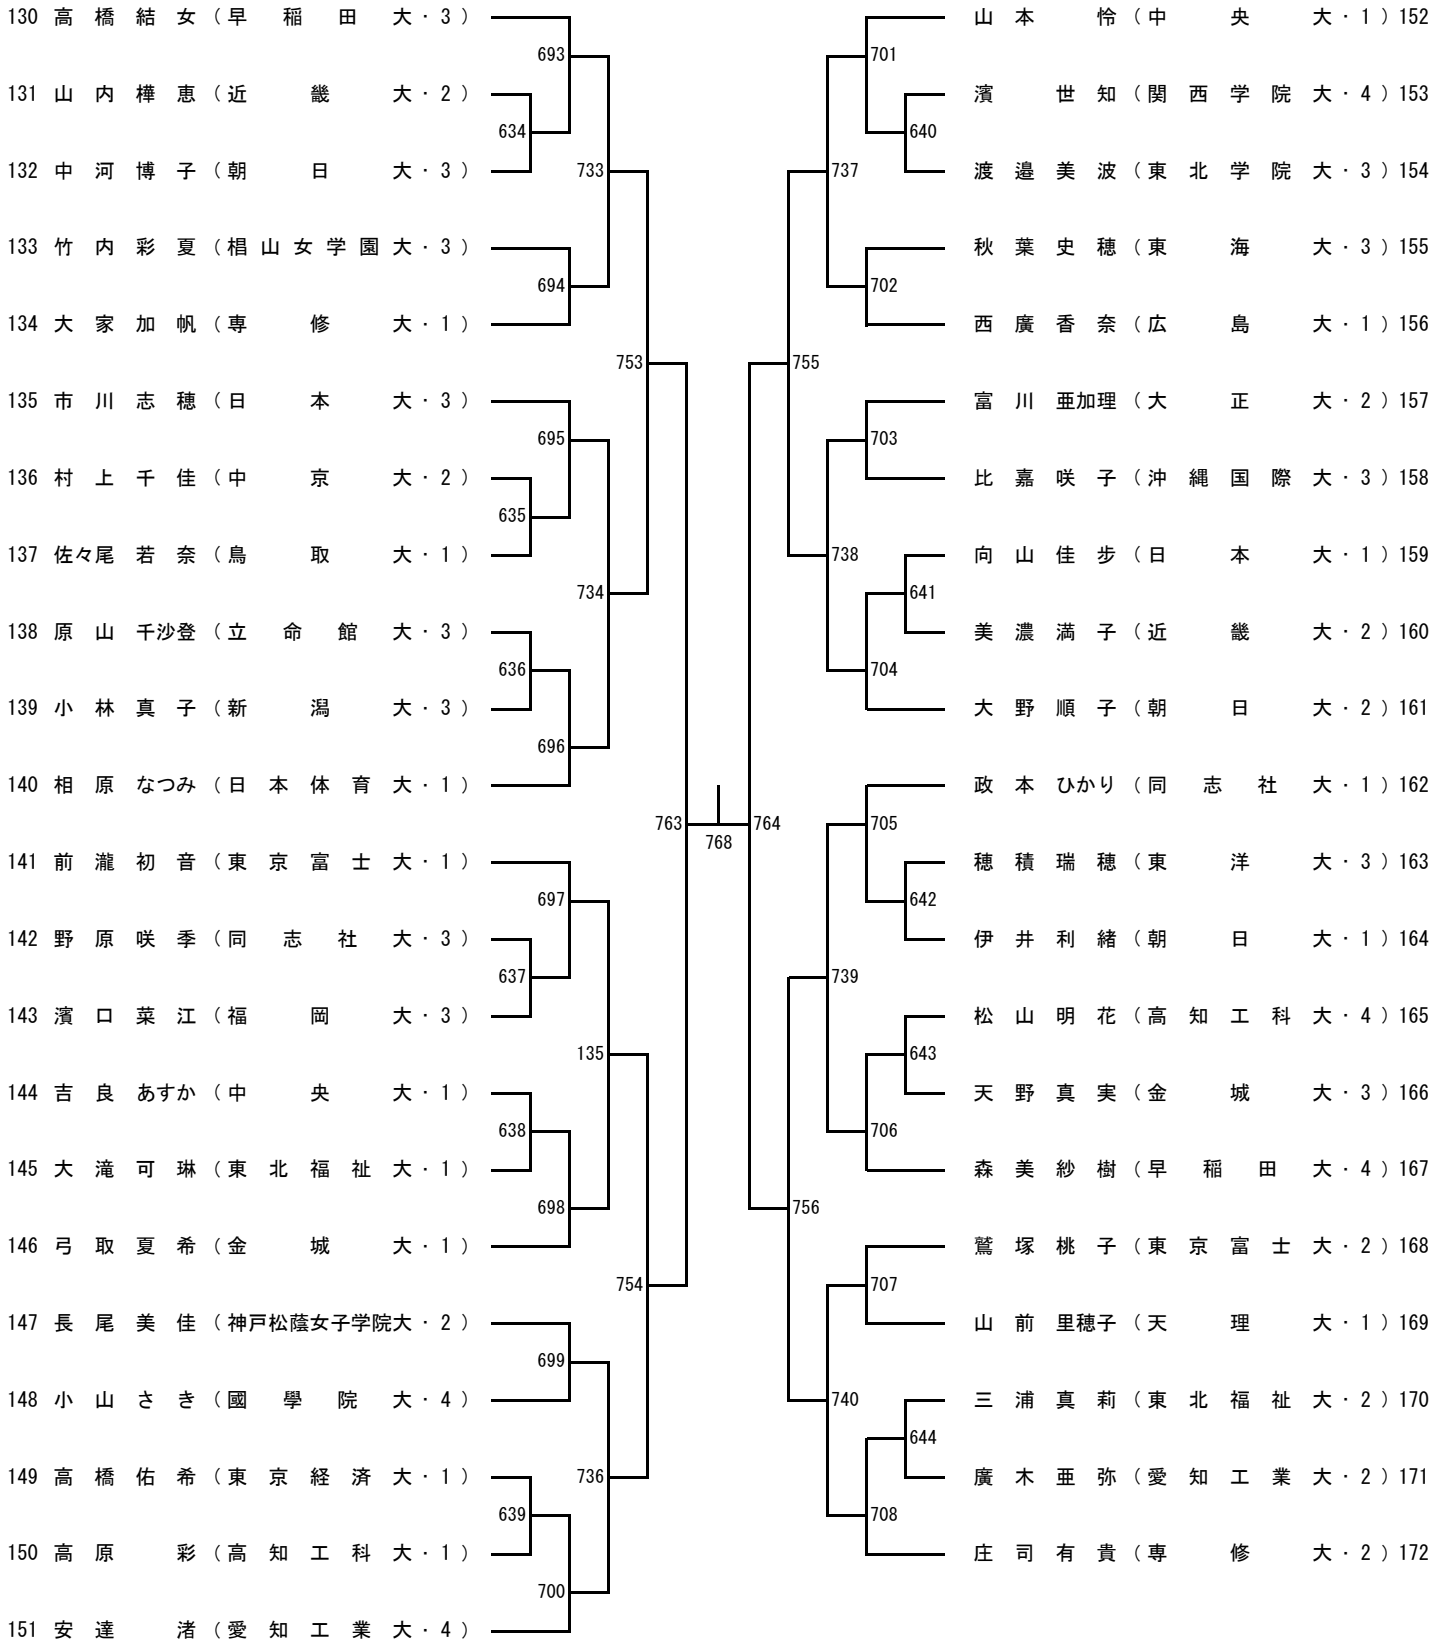 130 高橋結女 (早稲田大・3)
693
131 山内樺恵 (近畿大・2)
634
132 中河博子 (朝日大・3)
733
133 竹内彩夏 (椙山女学園大・3)
694
134 大家加帆 (専修大・1)
753
135 市川志穂 (日本大・3)
695
136 村上千佳 (中京大・2)
635
137 佐々尾若奈 (鳥取大・1)
734
138 原山千沙登 (立命館大・3)
636
139 小林真子 (新潟大・3)
696
140 相原なつみ (日本体育大・1)
763
141 前瀧初音 (東京富士大・1)
697
142 野原咲季 (同志社大・3)
637
143 濱口菜江 (福岡大・3)
135
144 吉良あすか (中央大・1)
638
145 大滝可琳 (東北福祉大・1)
698
146 弓取夏希 (金城大・1)
754
147 長尾美佳 (神戸松蔭女子学院大・2)
699
148 小山さき (國學院大・4)
149 高橋佑希 (東京経済大・1)
736
639
150 高原彩 (高知工科大・1)
700
151 安達渚 (愛知工業大・4)
768
山本怜 (中央大・1) 152
701
濱世知 (関西学院大・4) 153
640
渡邉美波 (東北学院大・3) 154
737
秋葉史穂 (東海大・3) 155
702
西廣香奈 (広島大・1) 156
755
富川亜加理 (大正大・2) 157
703
比嘉咲子 (沖縄国際大・3) 158
向山佳歩 (日本大・1) 159
738
641
美濃満子 (近畿大・2) 160
704
大野順子 (朝日大・2) 161
政本ひかり (同志社大・1) 162
764
705
穂積瑞穂 (東洋大・3) 163
642
伊井利緒 (朝日大・1) 164
739
松山明花 (高知工科大・4) 165
643
天野真実 (金城大・3) 166
706
森美紗樹 (早稲田大・4) 167
756
鷲塚桃子 (東京富士大・2) 168
707
山前里穂子 (天理大・1) 169
三浦真莉 (東北福祉大・2) 170
740
644
廣木亜弥 (愛知工業大・2) 171
708
庄司有貴 (専修大・2) 172